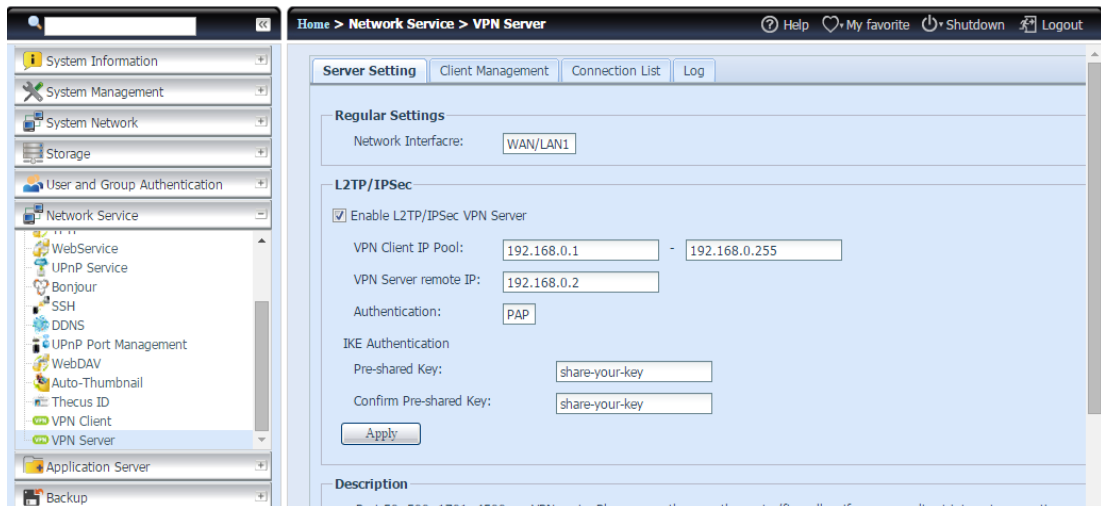 Home > Network Service > VPN Server
Help My favorite Shutdown Logout
System Information
System Management
System Network
Storage
User and Group Authentication
Network Service
WebService
UPnP Service
Bonjour
SSH
DDNS
UPnP Port Management
WebDAV
Auto-Thumbnail
Thecus ID
VPN Client
VPN Server
Application Server
Backup
Server Setting Client Management Connection List Log
Regular Settings
Network Interfacre: WAN/LAN1
L2TP/IPSec
Enable L2TP/IPSec VPN Server
VPN Client IP Pool: 192.168.0.1 - 192.168.0.255
VPN Server remote IP: 192.168.0.2
Authentication: PAP
IKE Authentication
Pre-shared Key: share-your-key
Confirm Pre-shared Key: share-your-key
Apply
Description